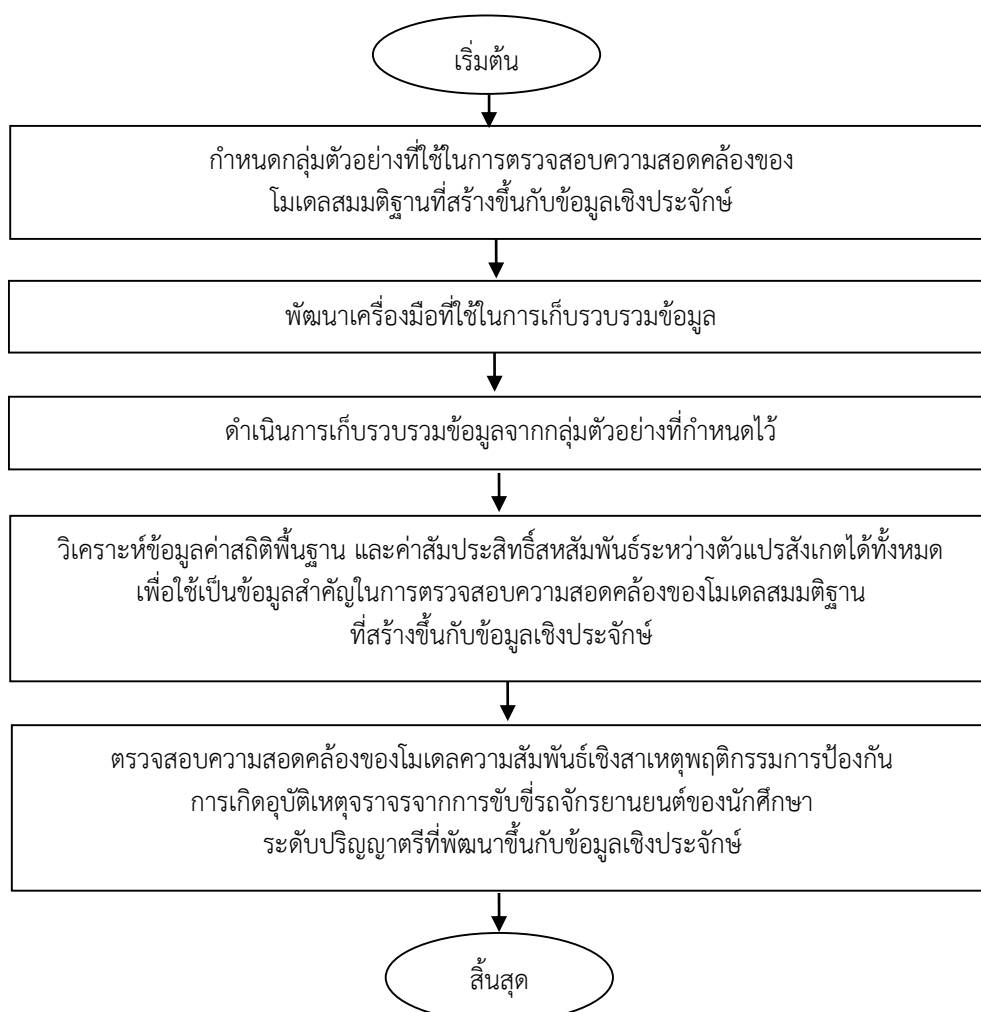 เริ่มต้น
กำหนดกลุ่มตัวอย่างที่ใช้ในการตรวจสอบความสอดคล้องของ
โมเดลสมมติฐานที่สร้างขึ้นกับข้อมูลเชิงประจักษ์
พัฒนาเครื่องมือที่ใช้ในการเก็บรวบรวมข้อมูล
ดำเนินการเก็บรวบรวมข้อมูลจากกลุ่มตัวอย่างที่กำหนดไว้
วิเคราะห์ข้อมูลค่าสถิติพื้นฐาน และค่าสัมประสิทธิ์สหสัมพันธ์ระหว่างตัวแปรสังเกตได้ทั้งหมด
เพื่อใช้เป็นข้อมูลสำคัญในการตรวจสอบความสอดคล้องของโมเดลสมมติฐาน
ที่สร้างขึ้นกับข้อมูลเชิงประจักษ์
ตรวจสอบความสอดคล้องของโมเดลความสัมพันธ์เชิงสาเหตุพฤติกรรมการป้องกัน
การเกิดอุบัติเหตุจราจรจากการขับขี่รถจักรยานยนต์ของนักศึกษา
ระดับปริญญาตรีที่พัฒนาขึ้นกับข้อมูลเชิงประจักษ์
สิ้นสุด